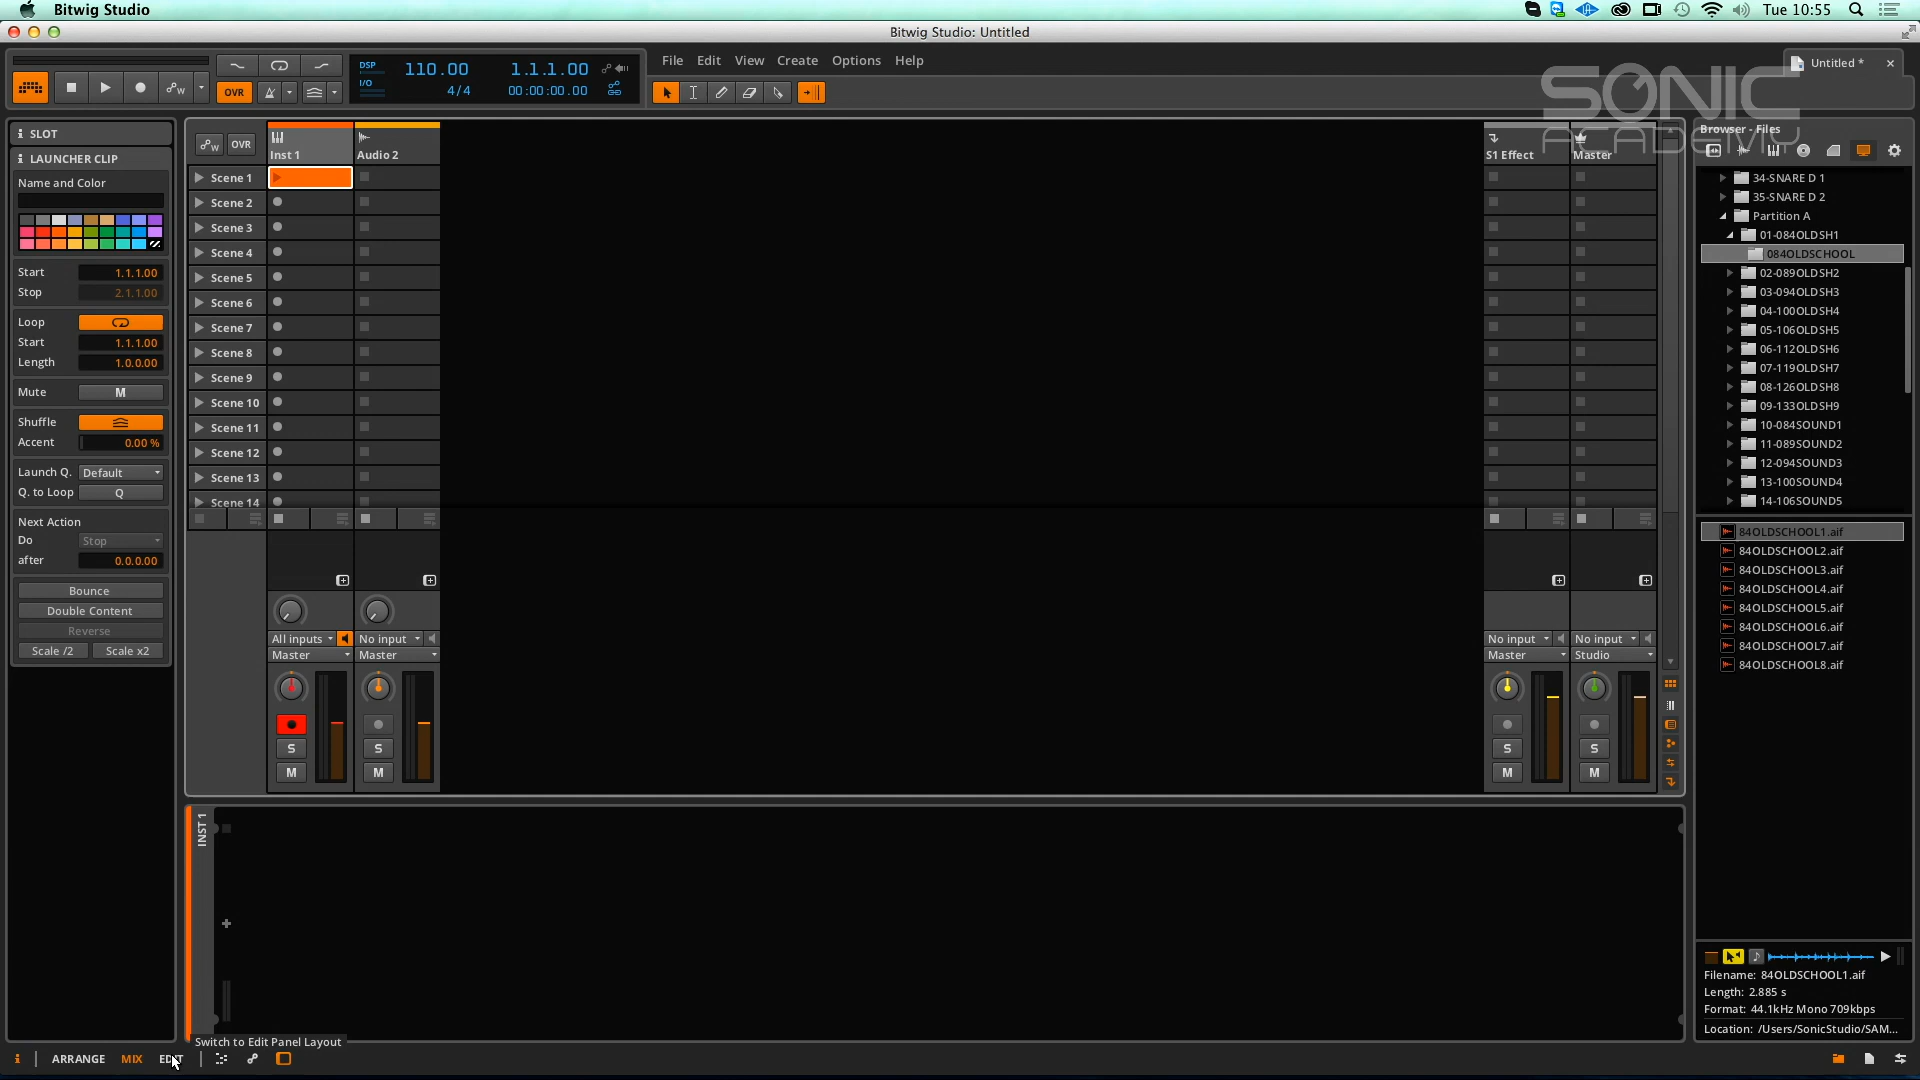 Bitwig Studio
Tue 10:55
Bitwig Studio: Untitled
DSP
I/O
110.00
4/4
1.1.1.00
00:00:00.00
OVR
File Edit View Create Options Help
Untitled *
SONIC
ACADEMY
SLOT
LAUNCHER CLIP
Name and Color
Start 1.1.1.00
Stop 2.1.1.00
Loop
Start 1.1.1.00
Length 1.0.0.00
Mute M
Shuffle
Accent 0.00 %
Launch Q. Default
Q. to Loop Q
Next Action
Do Stop
after 0.0.0.00
Bounce
Double Content
Reverse
Scale /2 Scale x2
OVR
Inst 1
Audio 2
S1 Effect
Master
Scene 1
Scene 2
Scene 3
Scene 4
Scene 5
Scene 6
Scene 7
Scene 8
Scene 9
Scene 10
Scene 11
Scene 12
Scene 13
Scene 14
All inputs No input No input No input
Master Master Master Studio
S S S S
M M M M
INST 1
Browser - Files
34-SNARE D 1
35-SNARE D 2
Partition A
01-084OLDSH1
084OLDSCHOOL
02-089OLDSH2
03-094OLDSH3
04-100OLDSH4
05-106OLDSH5
06-112OLDSH6
07-119OLDSH7
08-126OLDSH8
09-133OLDSH9
10-084SOUND1
11-089SOUND2
12-094SOUND3
13-100SOUND4
14-106SOUND5
84OLDSCHOOL1.aif
84OLDSCHOOL2.aif
84OLDSCHOOL3.aif
84OLDSCHOOL4.aif
84OLDSCHOOL5.aif
84OLDSCHOOL6.aif
84OLDSCHOOL7.aif
84OLDSCHOOL8.aif
Filename: 84OLDSCHOOL1.aif
Length: 2.885 s
Format: 44.1kHz Mono 709kbps
Location: /Users/SonicStudio/SAM...
Switch to Edit Panel Layout
ARRANGE MIX EDIT